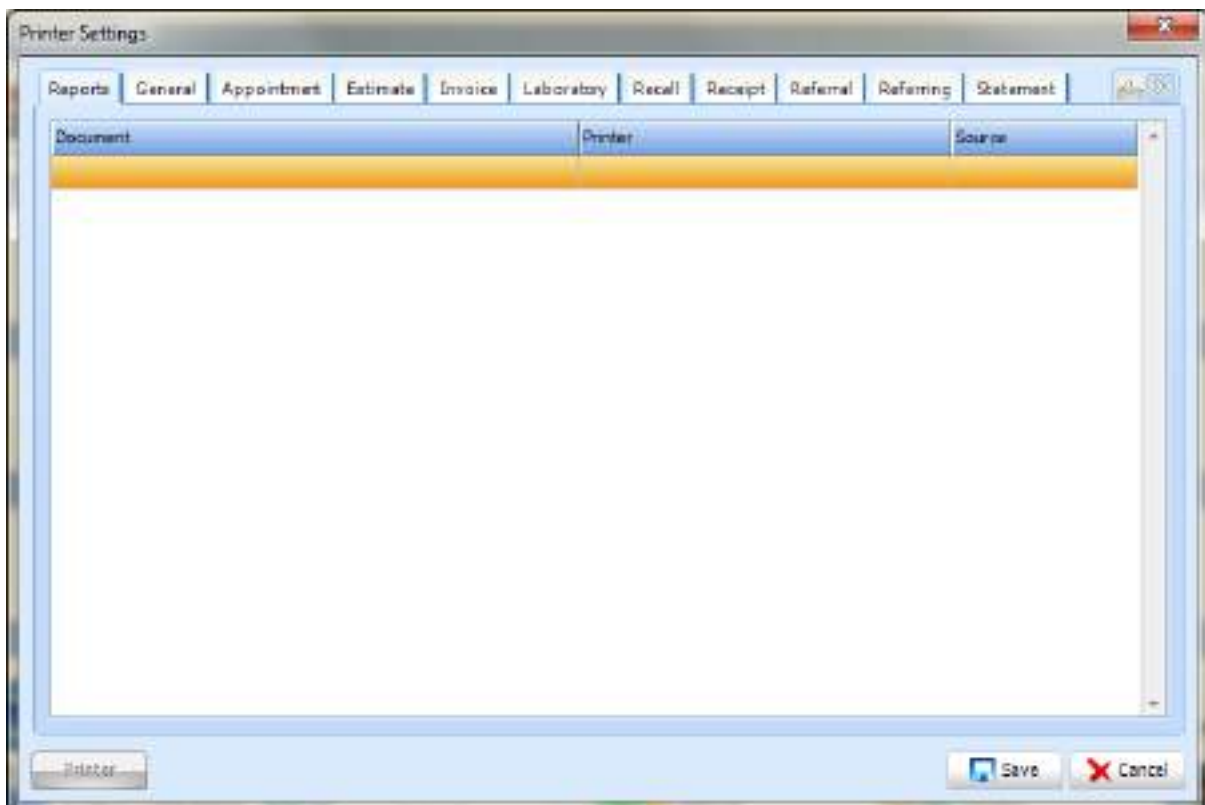 Printer Settings
Reports General Appointment Estimate Invoice Laboratory Recall Receipt Referral Referring Statement
Document Printer Source
Printer Save Cancel